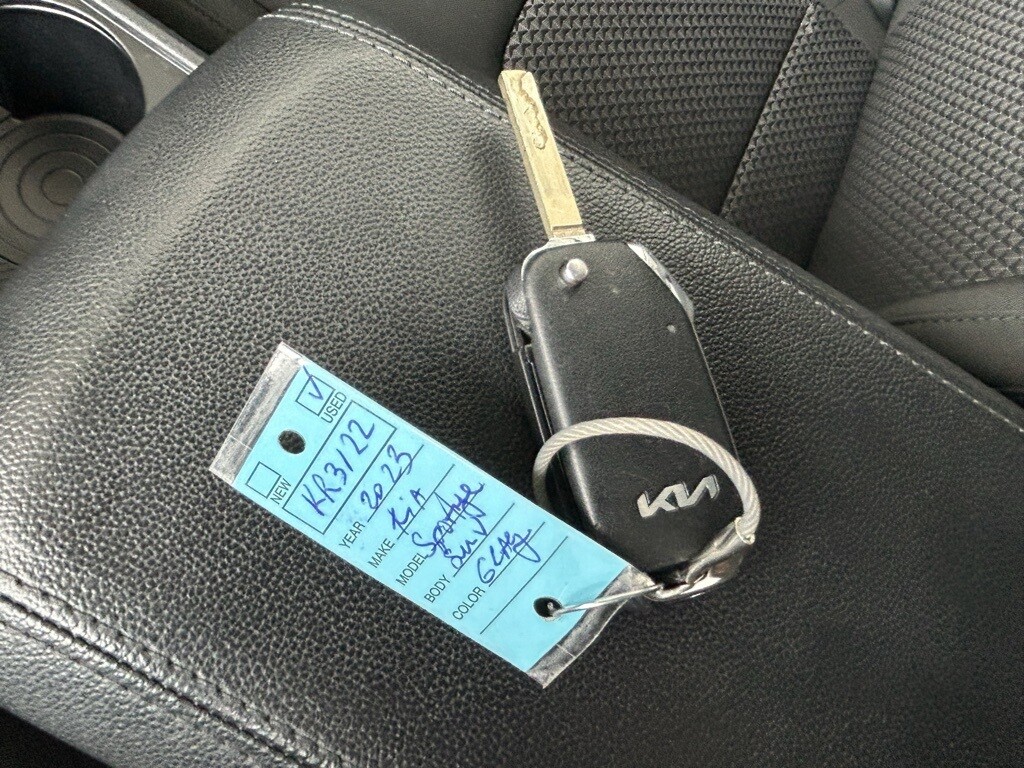 USED
NEW
KR3122
YEAR 2023
MAKE KiA
MODEL Sportage
BODY SUV
COLOR GRAy
KIA